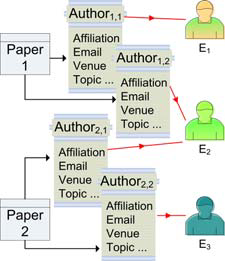 Author1,1
Affiliation
Email
Venue
Topic ...
E1
Paper
1
Author1,2
Affiliation
Email
Venue
Topic ...
Author2,1
Affiliation
Email
Venue
Topic ...
E2
Paper
2
Author2,2
Affiliation
Email
Venue
Topic ...
E3